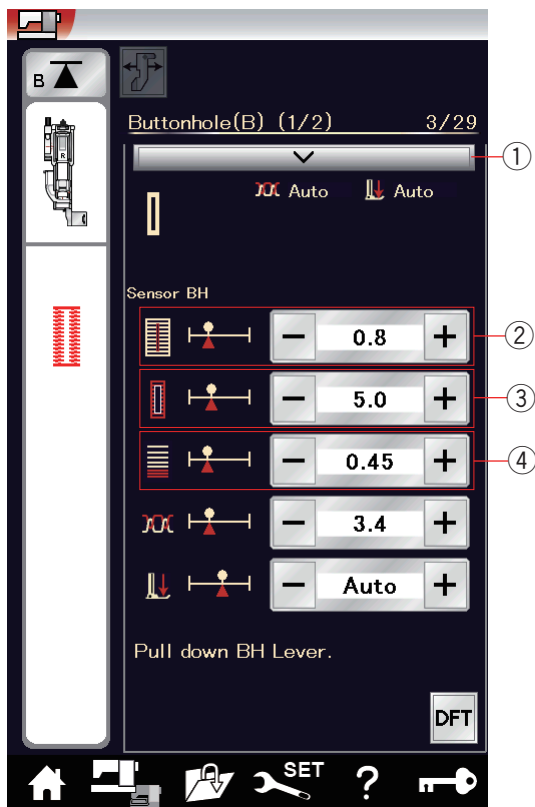 B
Buttonhole(B) (1/2) 3/29
①
Auto Auto
R
Sensor BH
− 0.8 + ②
− 5.0 + ③
− 0.45 + ④
− 3.4 +
− Auto +
Pull down BH Lever.
DFT
SET ?